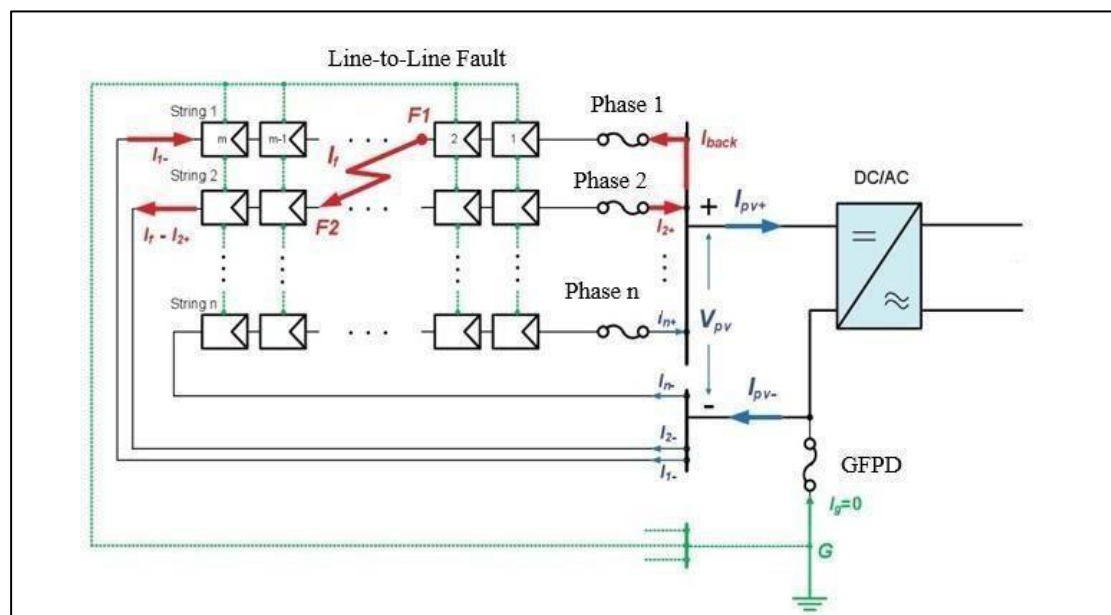 Line-to-Line Fault
String 1
F1
Phase 1
m
m-1
2
1
I1-
If
Iback
String 2
Phase 2
DC/AC
If - I2+
F2
I2+
+
Ipv+
String n
Phase n
in+
Vpv
In-
-
Ipv-
I2-
I1-
GFPD
Ig=0
G